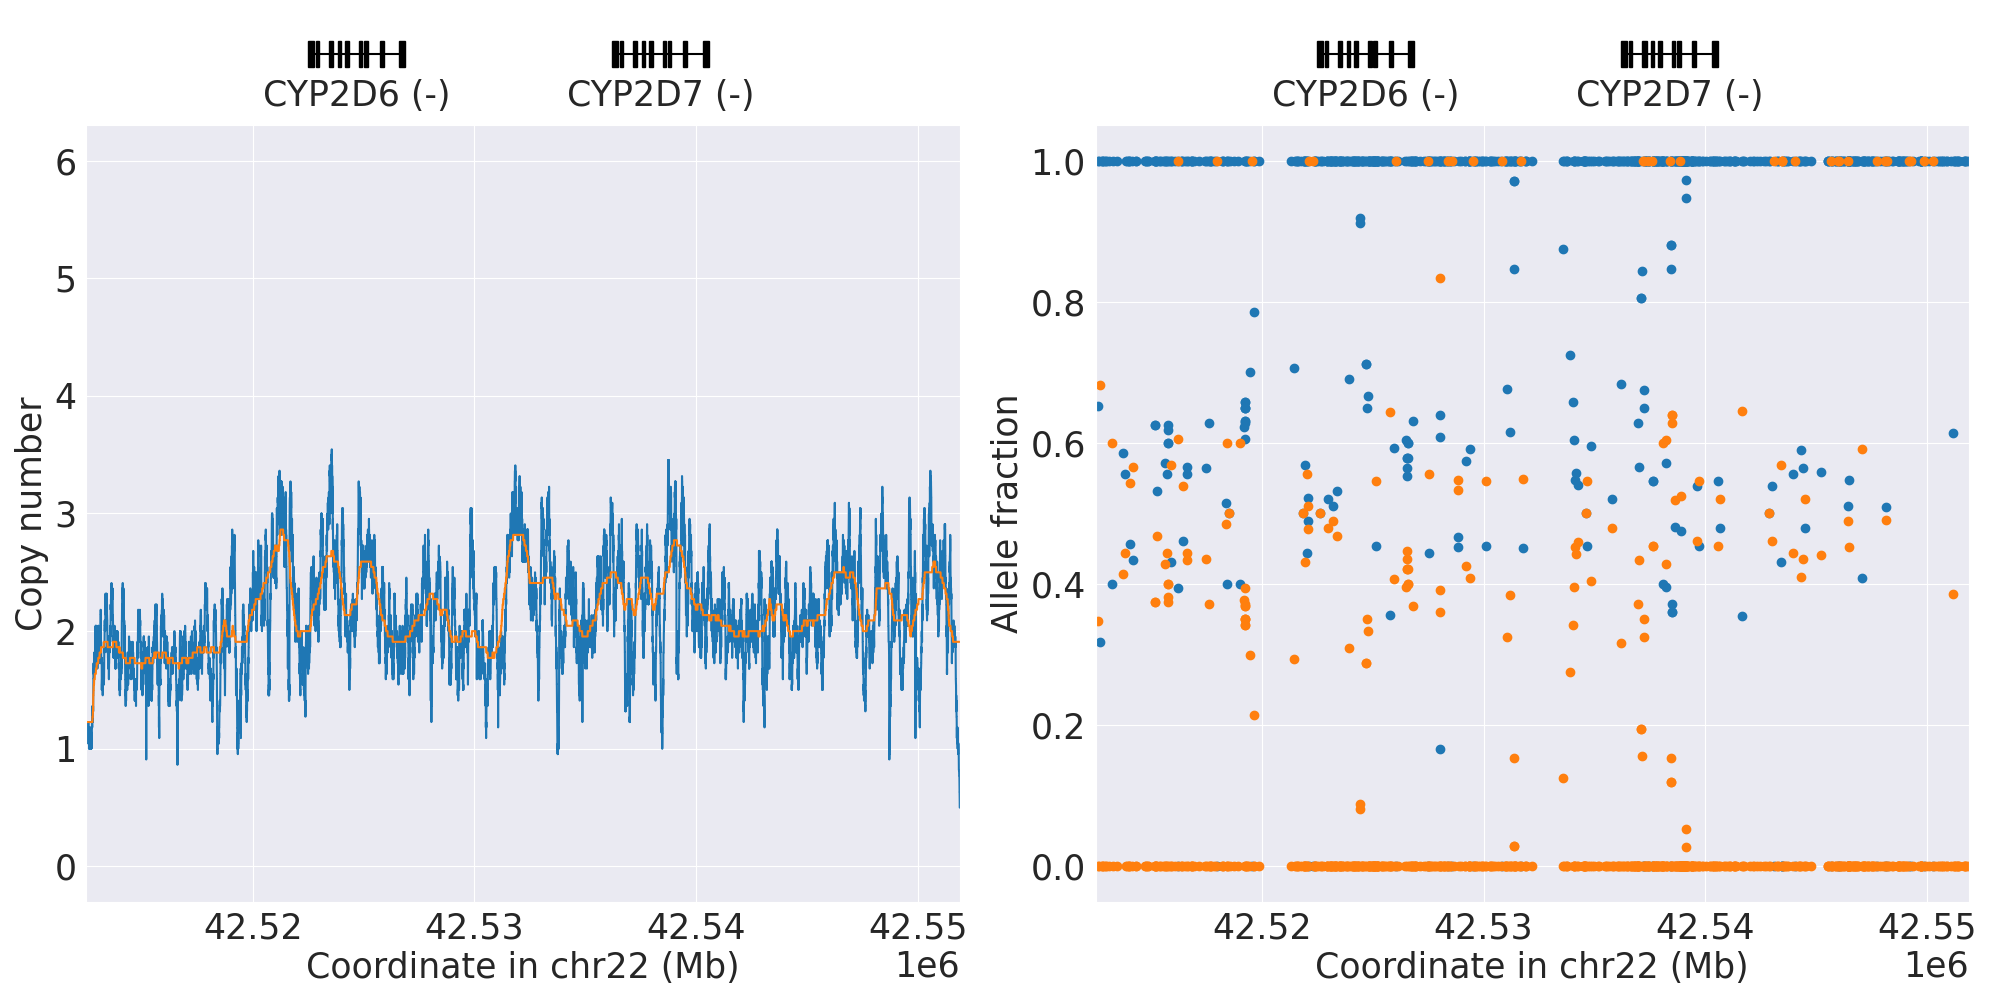 CYP2D6 (-)
CYP2D7 (-)
6
5
4
3
2
1
0
Copy number
42.52
42.53
42.54
42.55
Coordinate in chr22 (Mb)
1e6
CYP2D6 (-)
CYP2D7 (-)
1.0
0.8
0.6
0.4
0.2
0.0
Allele fraction
42.52
42.53
42.54
42.55
Coordinate in chr22 (Mb)
1e6